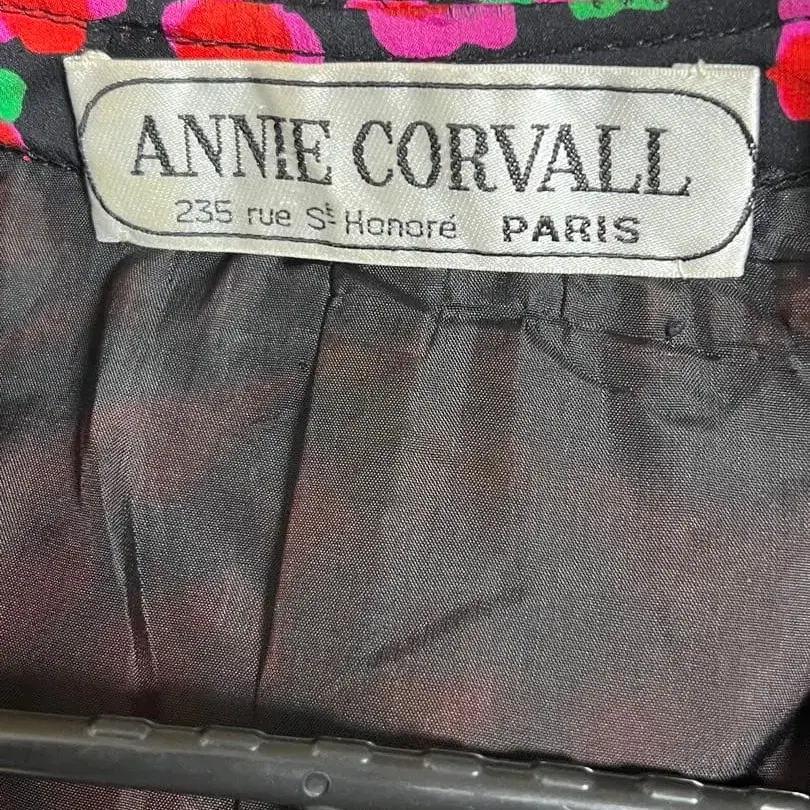 ANNIE CORVALL
235 rue St Honoré PARIS